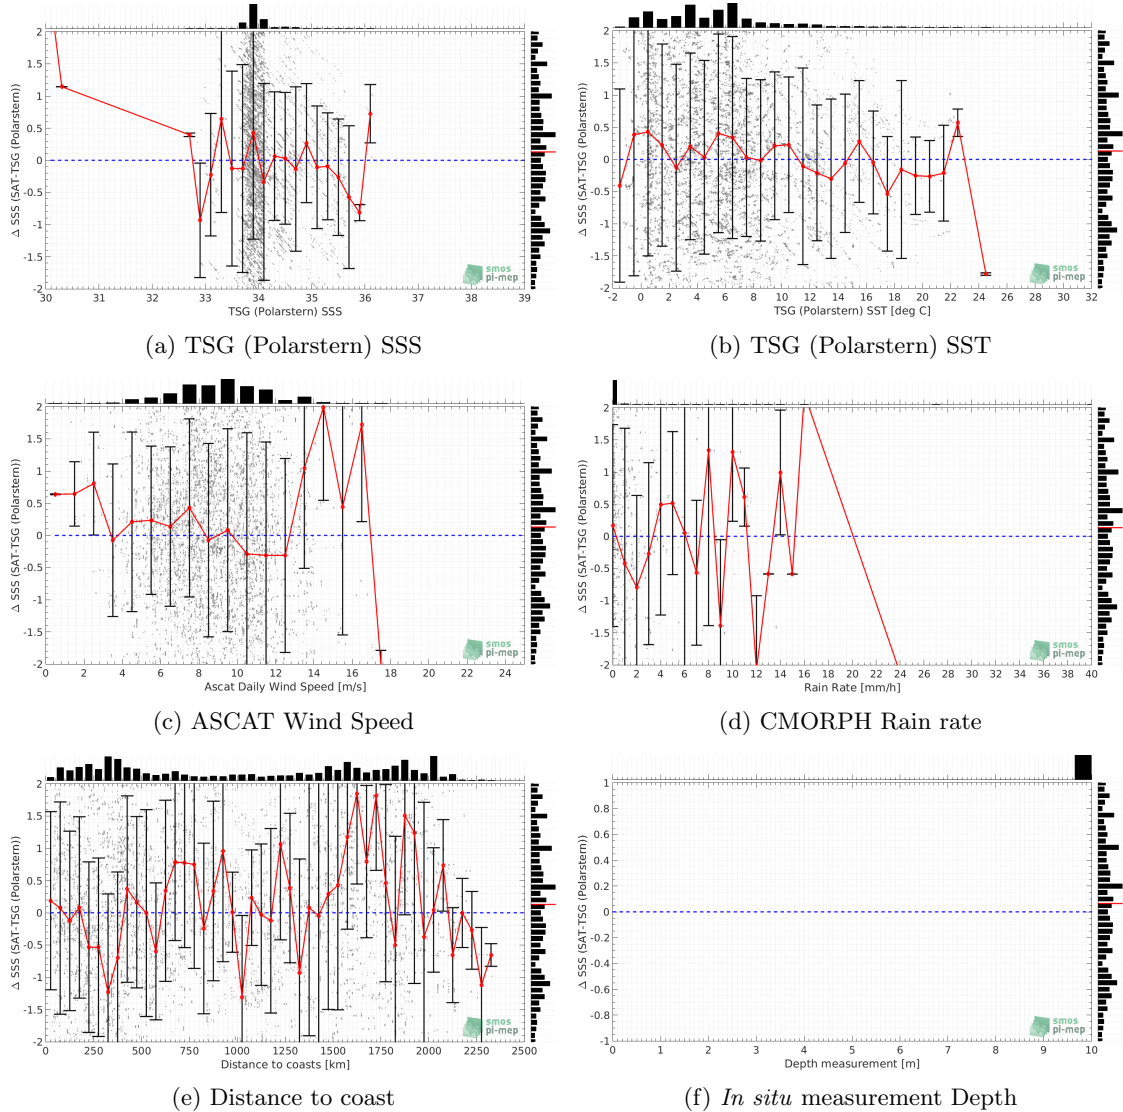 Δ SSS (SAT-TSG (Polarstern))
2
1.5
1
0.5
0
-0.5
-1
-1.5
-2
30 31 32 33 34 35 36 37 38 39
TSG (Polarstern) SSS
smos
pi-mep
(a) TSG (Polarstern) SSS
Δ SSS (SAT-TSG (Polarstern))
2
1.5
1
0.5
0
-0.5
-1
-1.5
-2
-2 0 2 4 6 8 10 12 14 16 18 20 22 24 26 28 30 32
TSG (Polarstern) SST [deg C]
smos
pi-mep
(b) TSG (Polarstern) SST
Δ SSS (SAT-TSG (Polarstern))
2
1.5
1
0.5
0
-0.5
-1
-1.5
-2
0 2 4 6 8 10 12 14 16 18 20 22 24
Ascat Daily Wind Speed [m/s]
smos
pi-mep
(c) ASCAT Wind Speed
Δ SSS (SAT-TSG (Polarstern))
2
1.5
1
0.5
0
-0.5
-1
-1.5
-2
0 2 4 6 8 10 12 14 16 18 20 22 24 26 28 30 32 34 36 38 40
Rain Rate [mm/h]
smos
pi-mep
(d) CMORPH Rain rate
Δ SSS (SAT-TSG (Polarstern))
2
1.5
1
0.5
0
-0.5
-1
-1.5
-2
0 250 500 750 1000 1250 1500 1750 2000 2250 2500
Distance to coasts [km]
smos
pi-mep
(e) Distance to coast
Δ SSS (SAT-TSG (Polarstern))
1
0.8
0.6
0.4
0.2
0
-0.2
-0.4
-0.6
-0.8
-1
0 1 2 3 4 5 6 7 8 9 10
Depth measurement [m]
smos
pi-mep
(f) In situ measurement Depth